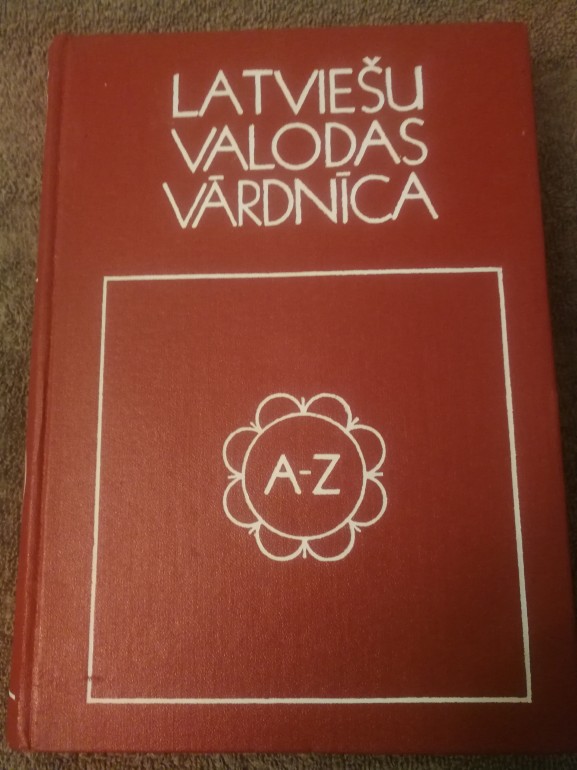 LATVIEŠU
VALODAS
VĀRDNĪCA
A-Z